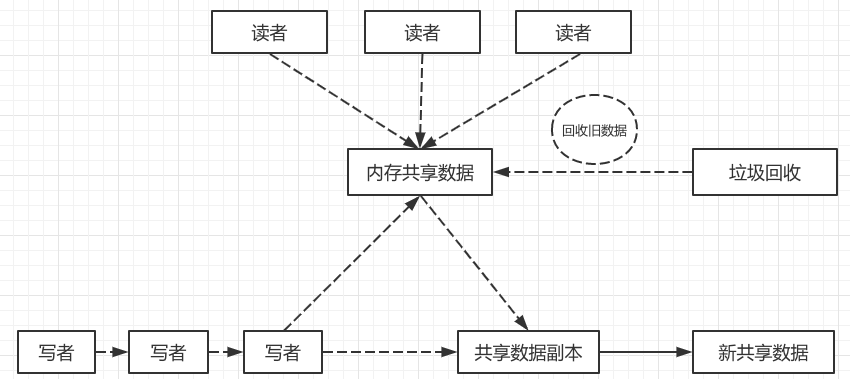 读者
读者
读者
回收旧数据
内存共享数据
垃圾回收
写者
写者
写者
共享数据副本
新共享数据